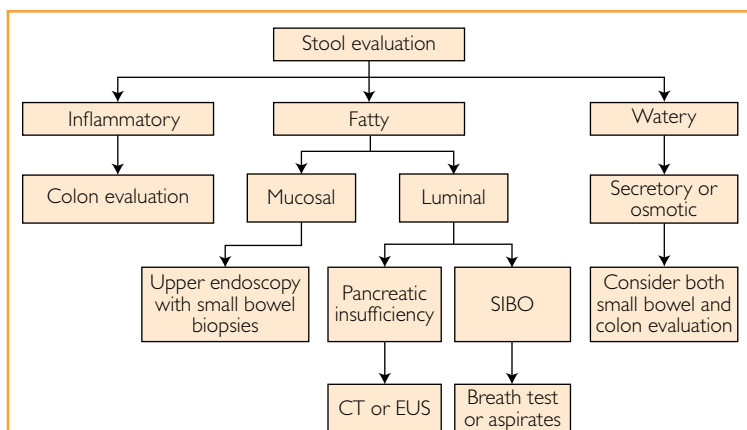 Stool evaluation
Inflammatory
Fatty
Watery
Colon evaluation
Mucosal
Luminal
Secretory or
osmotic
Upper endoscopy
with small bowel
biopsies
Pancreatic
insufficiency
SIBO
Consider both
small bowel and
colon evaluation
CT or EUS
Breath test
or aspirates